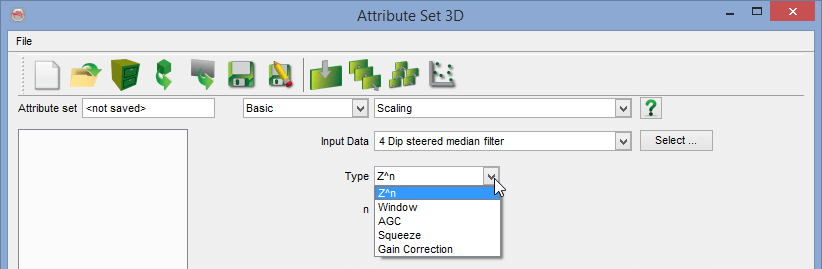 Attribute Set 3D
File
Attribute set <not saved> Basic Scaling ?
Input Data 4 Dip steered median filter Select ...
Type Z^n
Z^n
n Window
AGC
Squeeze
Gain Correction